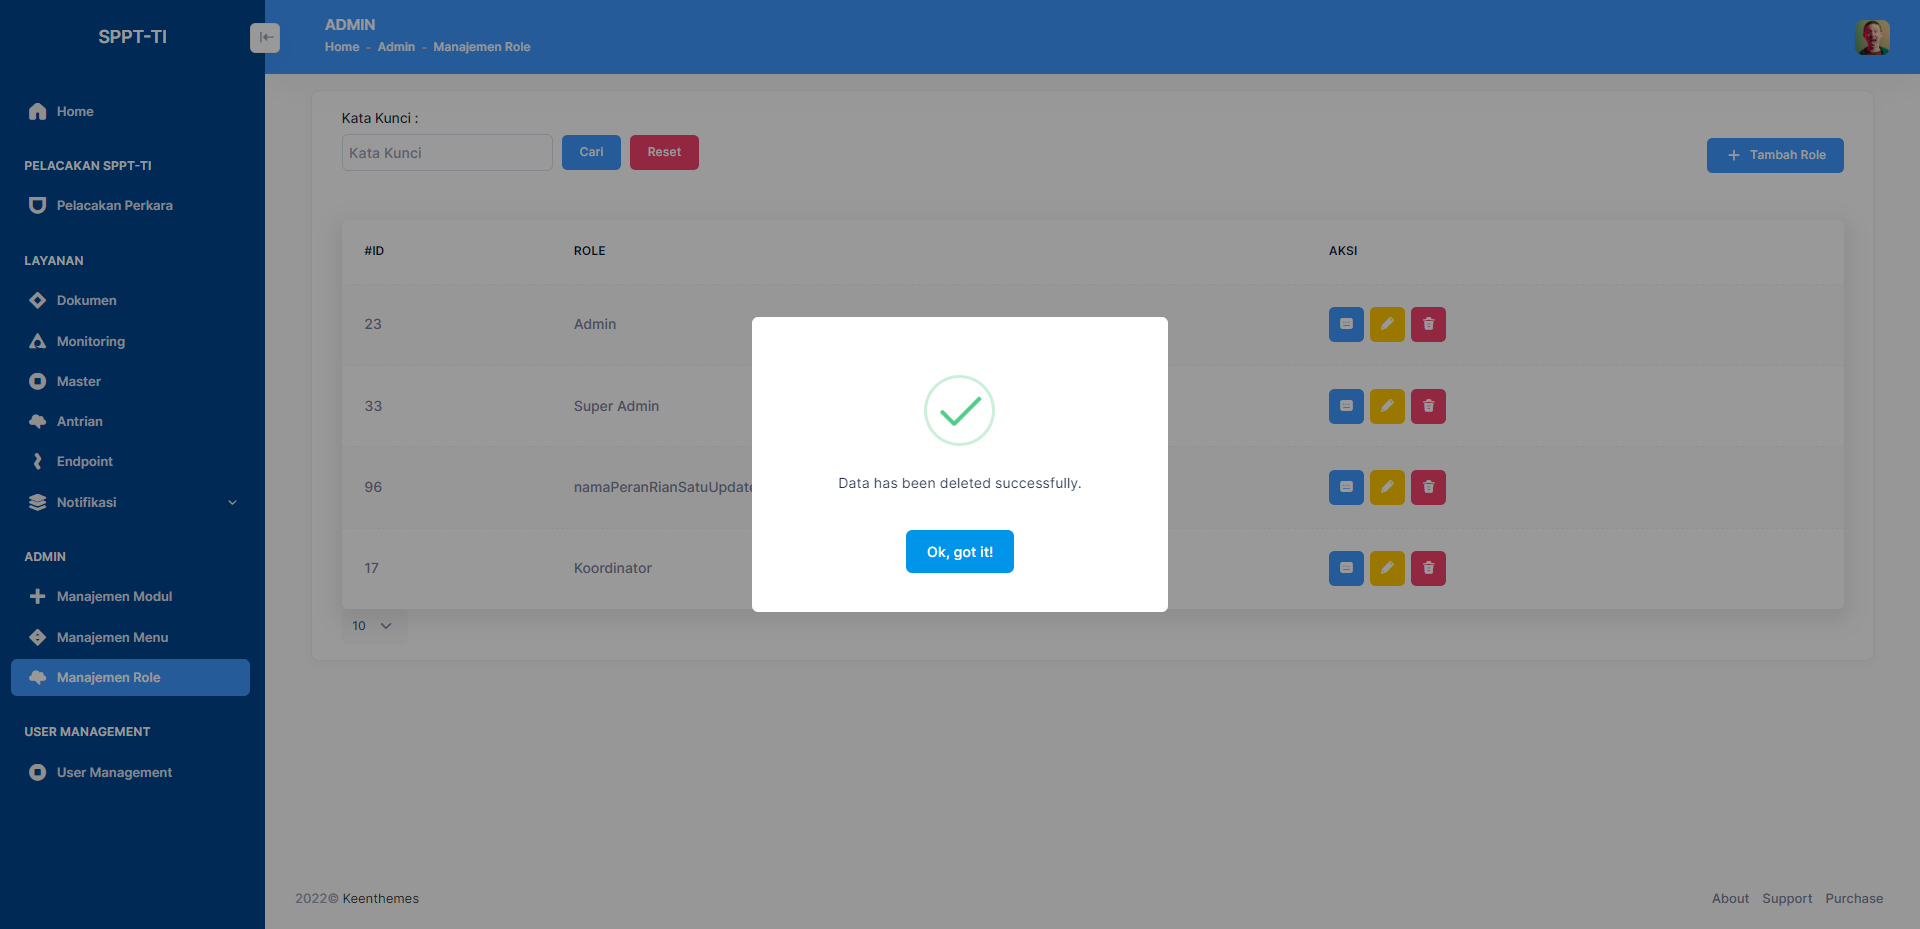 SPPT-TI
ADMIN
Home - Admin - Manajemen Role
Home
PELACAKAN SPPT-TI
Pelacakan Perkara
LAYANAN
Dokumen
Monitoring
Master
Antrian
Endpoint
Notifikasi
ADMIN
Manajemen Modul
Manajemen Menu
Manajemen Role
USER MANAGEMENT
User Management
Kata Kunci :
Kata Kunci Cari Reset
Tambah Role
#ID ROLE AKSI
23 Admin
33 Super Admin
96 namaPeranRianSatuUpdate
17 Koordinator
10
Data has been deleted successfully.
Ok, got it!
2022© Keenthemes
About Support Purchase